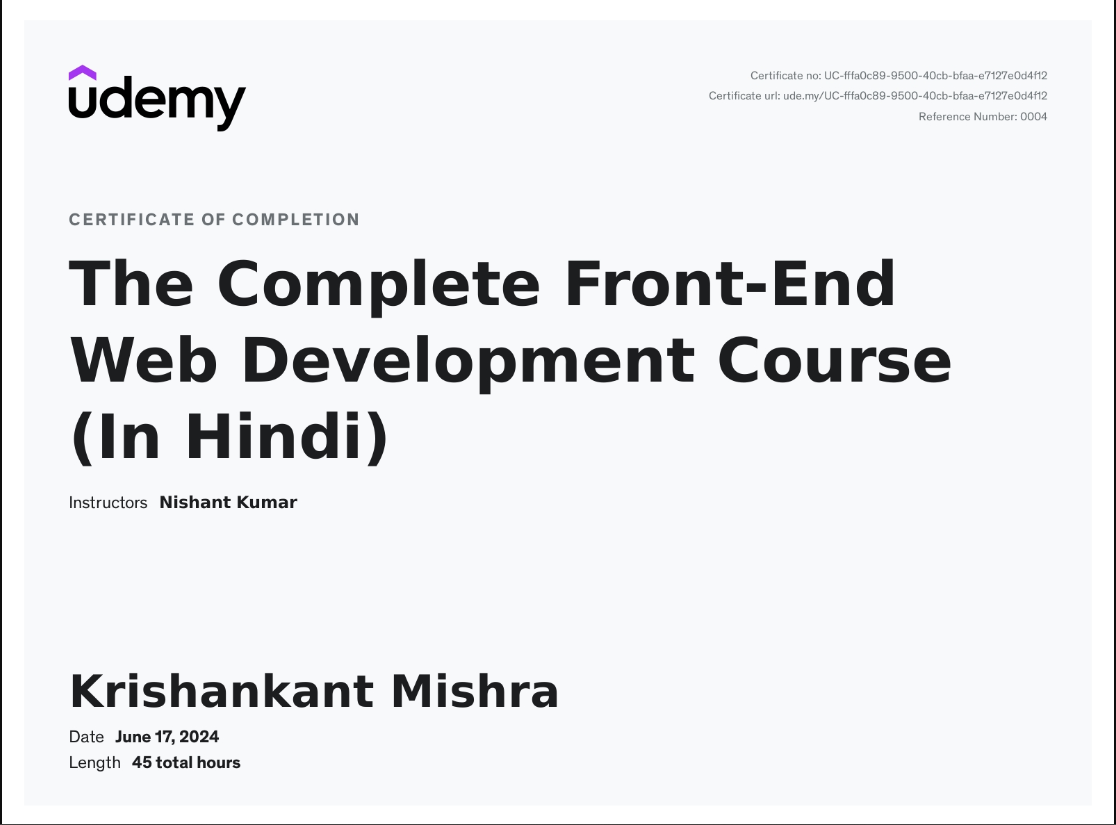 udemy
Certificate no: UC-fffa0c89-9500-40cb-bfaa-e7127e0d4f12
Certificate url: ude.my/UC-fffa0c89-9500-40cb-bfaa-e7127e0d4f12
Reference Number: 0004
CERTIFICATE OF COMPLETION
The Complete Front-End
Web Development Course
(In Hindi)
Instructors Nishant Kumar
Krishankant Mishra
Date June 17, 2024
Length 45 total hours